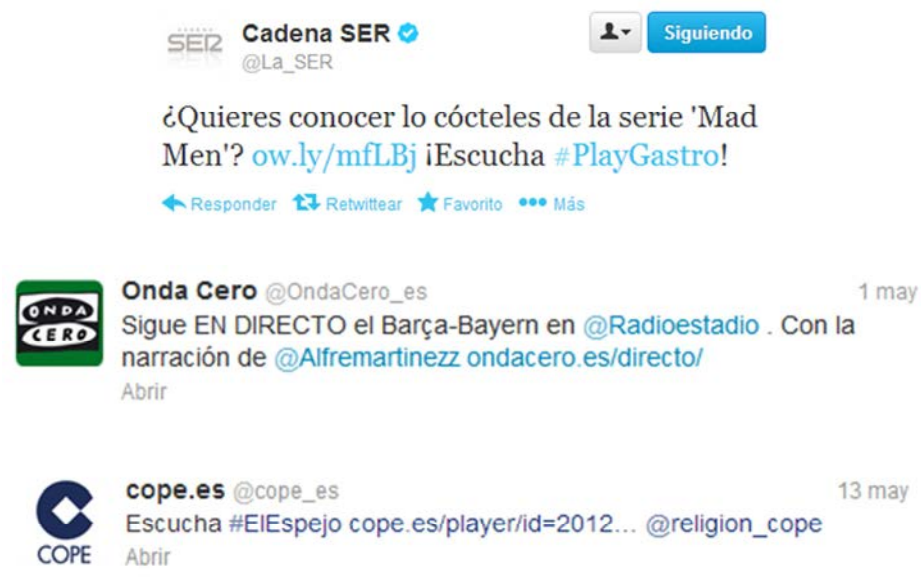 SER
Cadena SER
Siguiendo
@La_SER
¿Quieres conocer lo cócteles de la serie 'Mad
Men'? ow.ly/mfLBj ¡Escucha #PlayGastro!
Responder Retwittear Favorito Más
ONDA
CERO
Onda Cero @OndaCero_es 1 may
Sigue EN DIRECTO el Barça-Bayern en @Radioestadio . Con la
narración de @Alfremartinezz ondacero.es/directo/
Abrir
COPE
cope.es @cope_es 13 may
Escucha #ElEspejo cope.es/player/id=2012... @religion_cope
Abrir